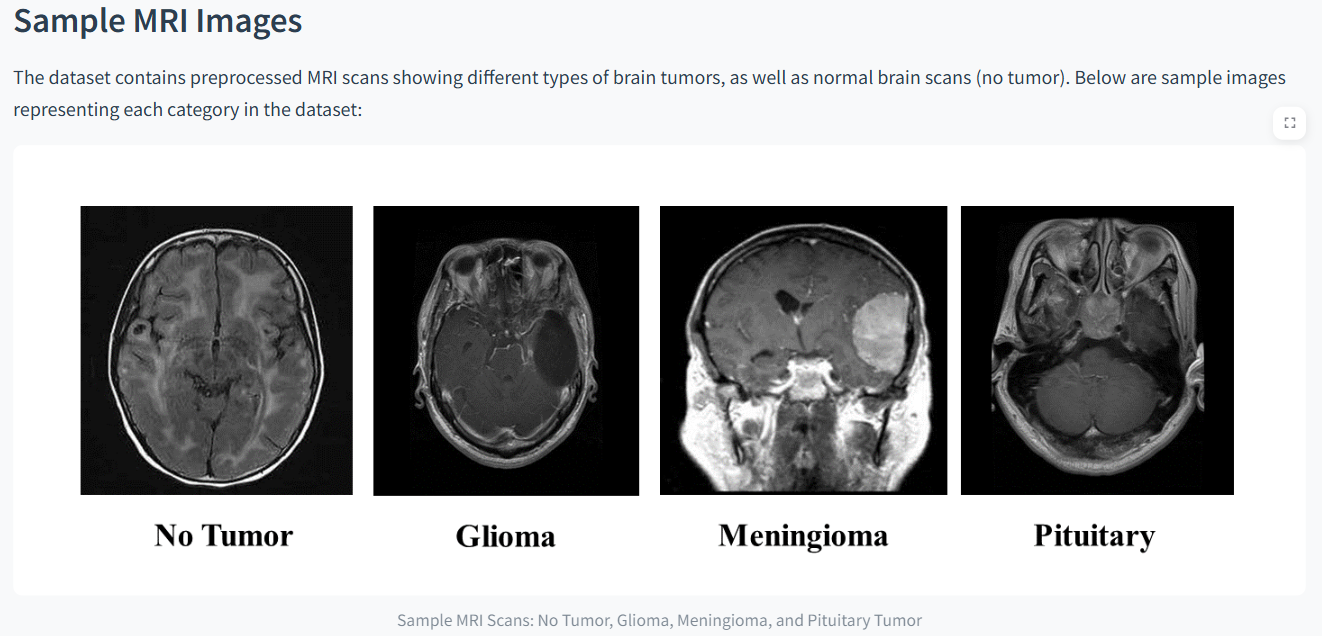 Sample MRI Images
The dataset contains preprocessed MRI scans showing different types of brain tumors, as well as normal brain scans (no tumor). Below are sample images
representing each category in the dataset:
No Tumor
Glioma
Meningioma
Pituitary
Sample MRI Scans: No Tumor, Glioma, Meningioma, and Pituitary Tumor